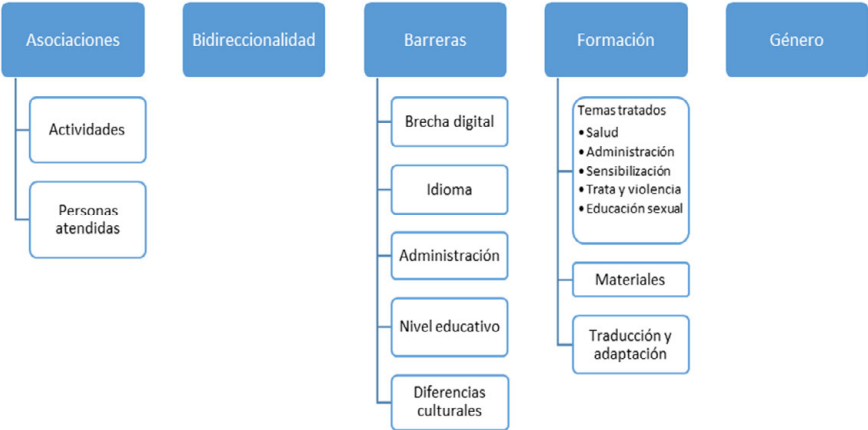 Asociaciones
Actividades
Personas
atendidas
Bidireccionalidad
Barreras
Brecha digital
Idioma
Administración
Nivel educativo
Diferencias
culturales
Formación
Temas tratados
•Salud
•Administración
•Sensibilización
•Trata y violencia
•Educación sexual
Materiales
Traducción y
adaptación
Género